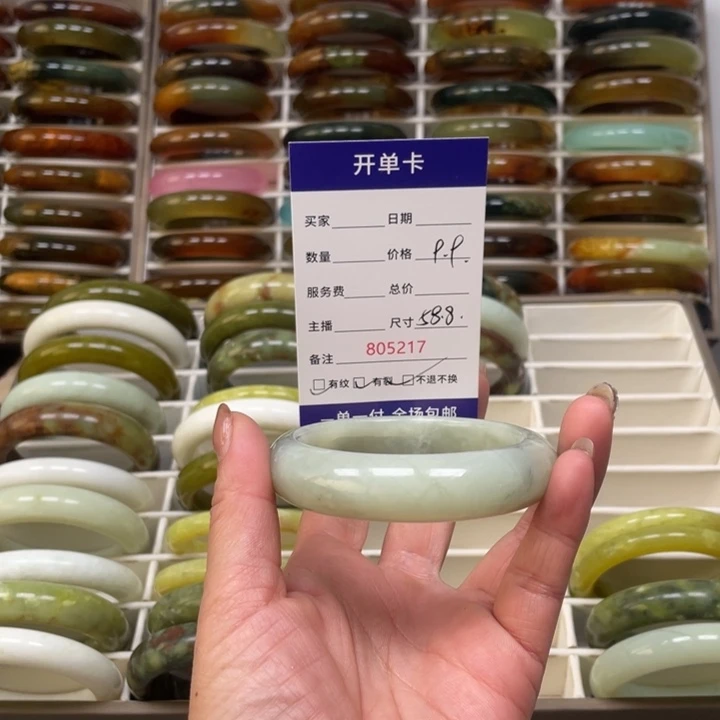 开单卡
买家 日期
数量 价格 P.P.
服务费 总价
主播 尺寸 58.8.
备注 805217
有纹 有裂 不退不换
一单一付 全场包邮